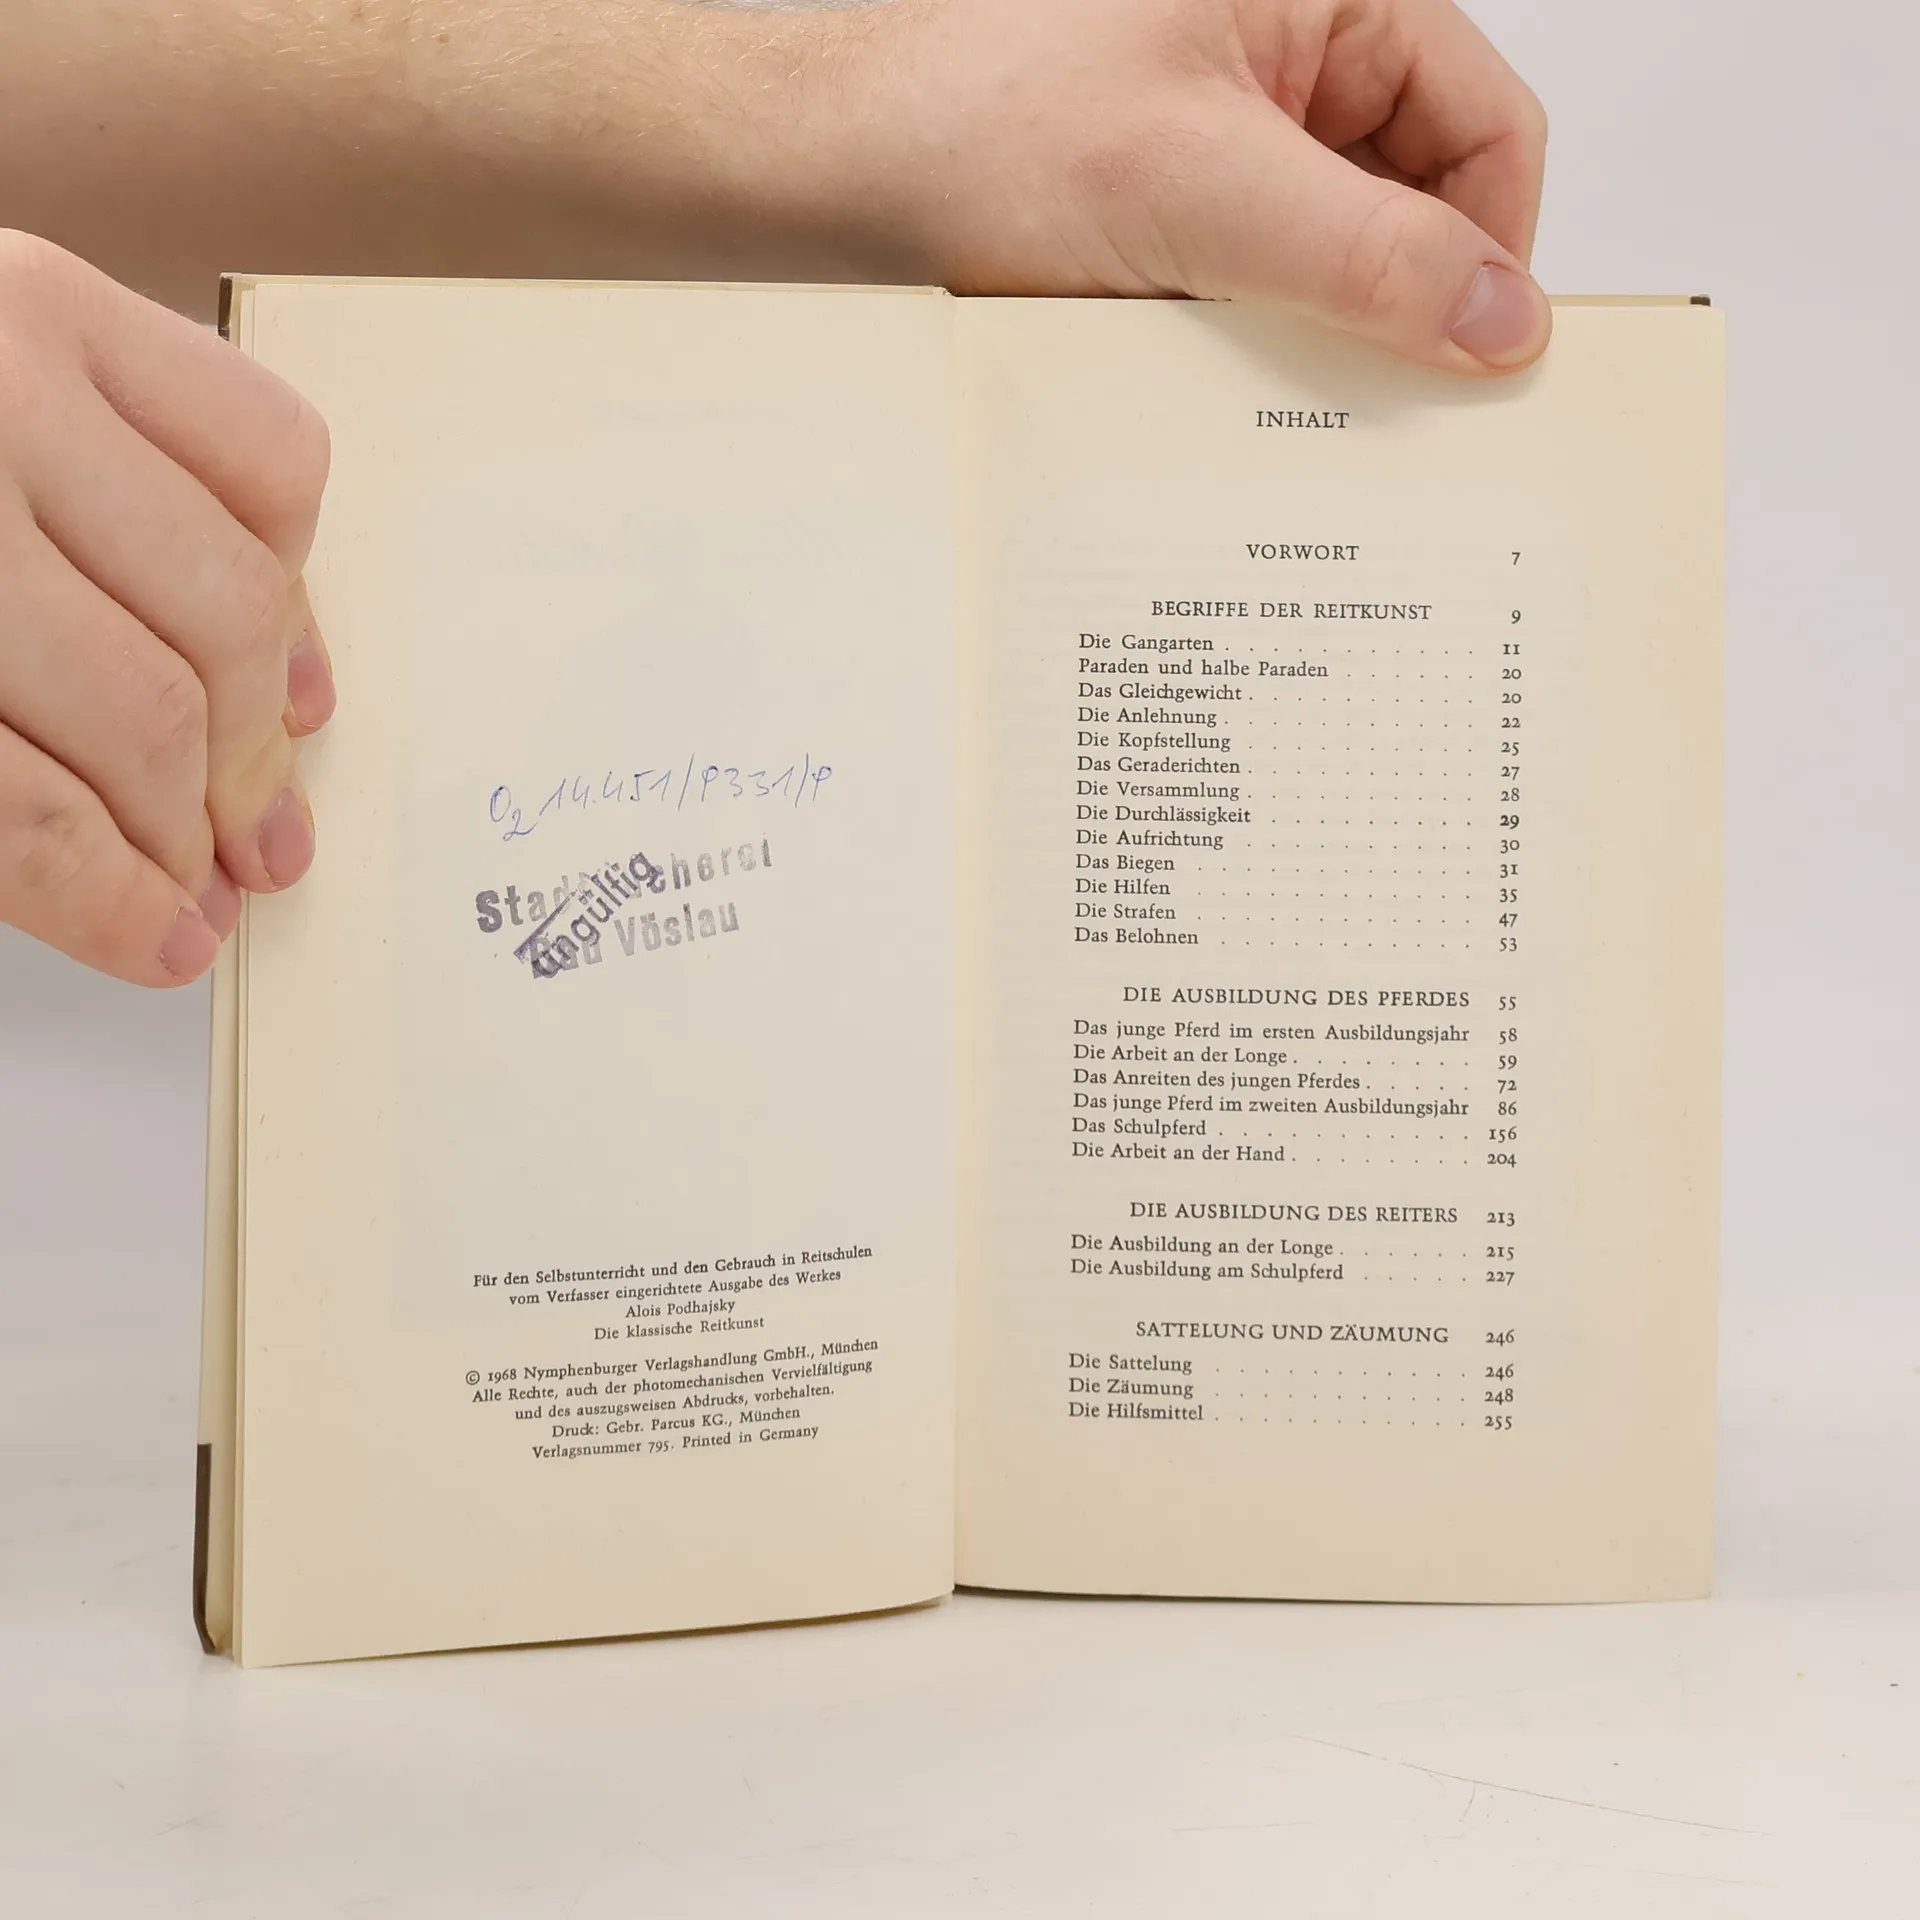 O2 14.451/P331/P
Stadtbücherei
Bad Vöslau
ungültig
Für den Selbstunterricht und den Gebrauch in Reitschulen
vom Verfasser eingerichtete Ausgabe des Werkes
Alois Podhajsky
Die klassische Reitkunst
© 1968 Nymphenburger Verlagshandlung GmbH., München
Alle Rechte, auch der photomechanischen Vervielfältigung
und des auszugsweisen Abdrucks, vorbehalten.
Druck: Gebr. Parcus KG., München
Verlagsnummer 795. Printed in Germany
INHALT
VORWORT 7
BEGRIFFE DER REITKUNST 9
Die Gangarten . . . . . . . . . . . 11
Paraden und halbe Paraden . . . . . . 20
Das Gleichgewicht . . . . . . . . . . 20
Die Anlehnung . . . . . . . . . . . 22
Die Kopfstellung . . . . . . . . . . 25
Das Geraderichten . . . . . . . . . . 27
Die Versammlung . . . . . . . . . . 28
Die Durchlässigkeit . . . . . . . . . 29
Die Aufrichtung . . . . . . . . . . 30
Das Biegen . . . . . . . . . . . . 31
Die Hilfen . . . . . . . . . . . . 35
Die Strafen . . . . . . . . . . . . 47
Das Belohnen . . . . . . . . . . . 53
DIE AUSBILDUNG DES PFERDES 55
Das junge Pferd im ersten Ausbildungsjahr 58
Die Arbeit an der Longe . . . . . . . . 59
Das Anreiten des jungen Pferdes . . . . . 72
Das junge Pferd im zweiten Ausbildungsjahr 86
Das Schulpferd . . . . . . . . . . . 156
Die Arbeit an der Hand . . . . . . . . 204
DIE AUSBILDUNG DES REITERS 213
Die Ausbildung an der Longe . . . . . . 215
Die Ausbildung am Schulpferd . . . . . 227
SATTELUNG UND ZÄUMUNG 246
Die Sattelung . . . . . . . . . . . 246
Die Zäumung . . . . . . . . . . . 248
Die Hilfsmittel . . . . . . . . . . . 255